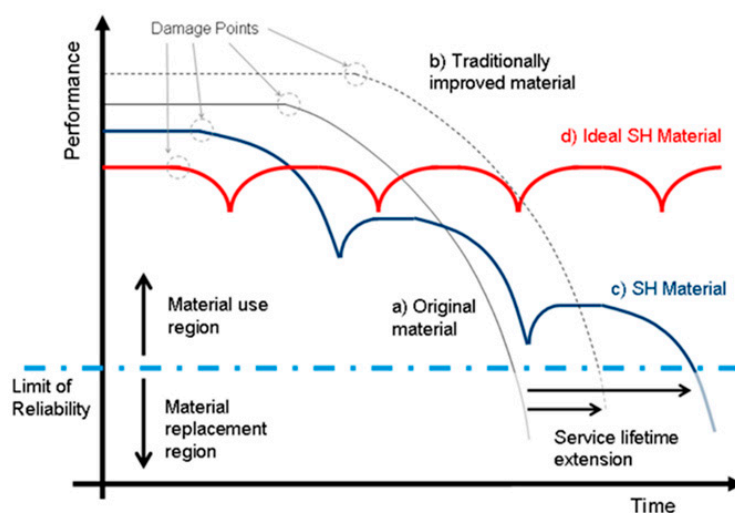 Damage Points
Performance
b) Traditionally
improved material
d) Ideal SH Material
c) SH Material
a) Original
material
Material use
region
Limit of
Reliability
Material
replacement
region
Service lifetime
extension
Time